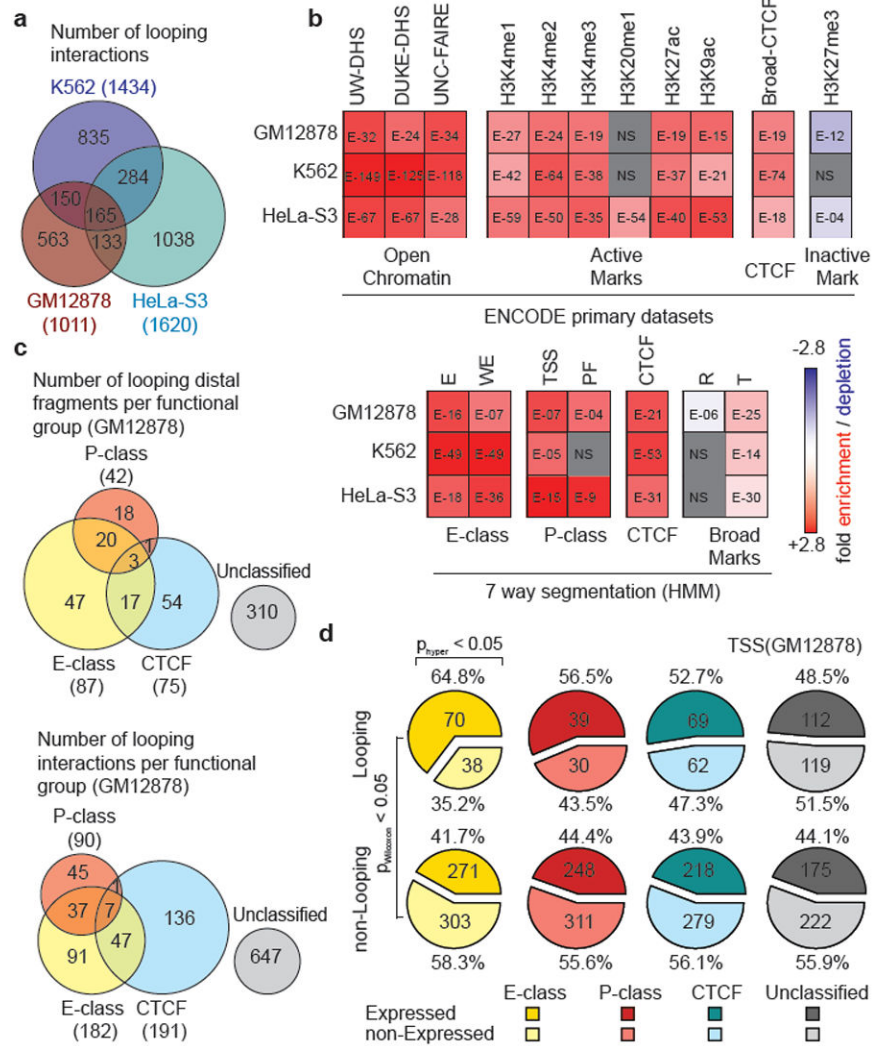 a
Number of looping
interactions
K562 (1434)
835
284
150
165
563
133
1038
GM12878
(1011)
HeLa-S3
(1620)
b
UW-DHS
DUKE-DHS
UNC-FAIRE
H3K4me1
H3K4me2
H3K4me3
H3K20me1
H3K27ac
H3K9ac
Broad-CTCF
H3K27me3
GM12878 E-32 E-24 E-34 E-27 E-24 E-19 NS E-19 E-15 E-19 E-12
K562 E-149 E-125 E-116 E-42 E-64 E-38 NS E-37 E-21 E-74 NS
HeLa-S3 E-67 E-67 E-28 E-59 E-50 E-35 E-54 E-40 E-53 E-18 E-04
Open
Chromatin
Active
Marks
CTCF
Inactive
Mark
ENCODE primary datasets
E
WE
TSS
PF
CTCF
R
T
GM12878 E-16 E-07 E-07 E-04 E-21 E-06 E-25
K562 E-49 E-49 E-05 NS E-53 NS E-14
HeLa-S3 E-18 E-36 E-15 E-9 E-31 NS E-30
E-class
P-class
CTCF
Broad
Marks
7 way segmentation (HMM)
-2.8
+2.8
fold enrichment / depletion
c
Number of looping distal
fragments per functional
group (GM12878)
P-class
(42)
18
20
1
3
47
17
54
Unclassified
310
E-class
(87)
CTCF
(75)
Number of looping
interactions per functional
group (GM12878)
P-class
(90)
45
1
37
7
136
91
47
Unclassified
647
E-class
(182)
CTCF
(191)
d
phyper < 0.05
TSS(GM12878)
64.8% 56.5% 52.7% 48.5%
Looping
70 39 69 112
38 30 62 119
35.2% 43.5% 47.3% 51.5%
pWilcoxon < 0.05
41.7% 44.4% 43.9% 44.1%
non-Looping
271 248 218 175
303 311 279 222
58.3% 55.6% 56.1% 55.9%
E-class P-class CTCF Unclassified
Expressed
non-Expressed